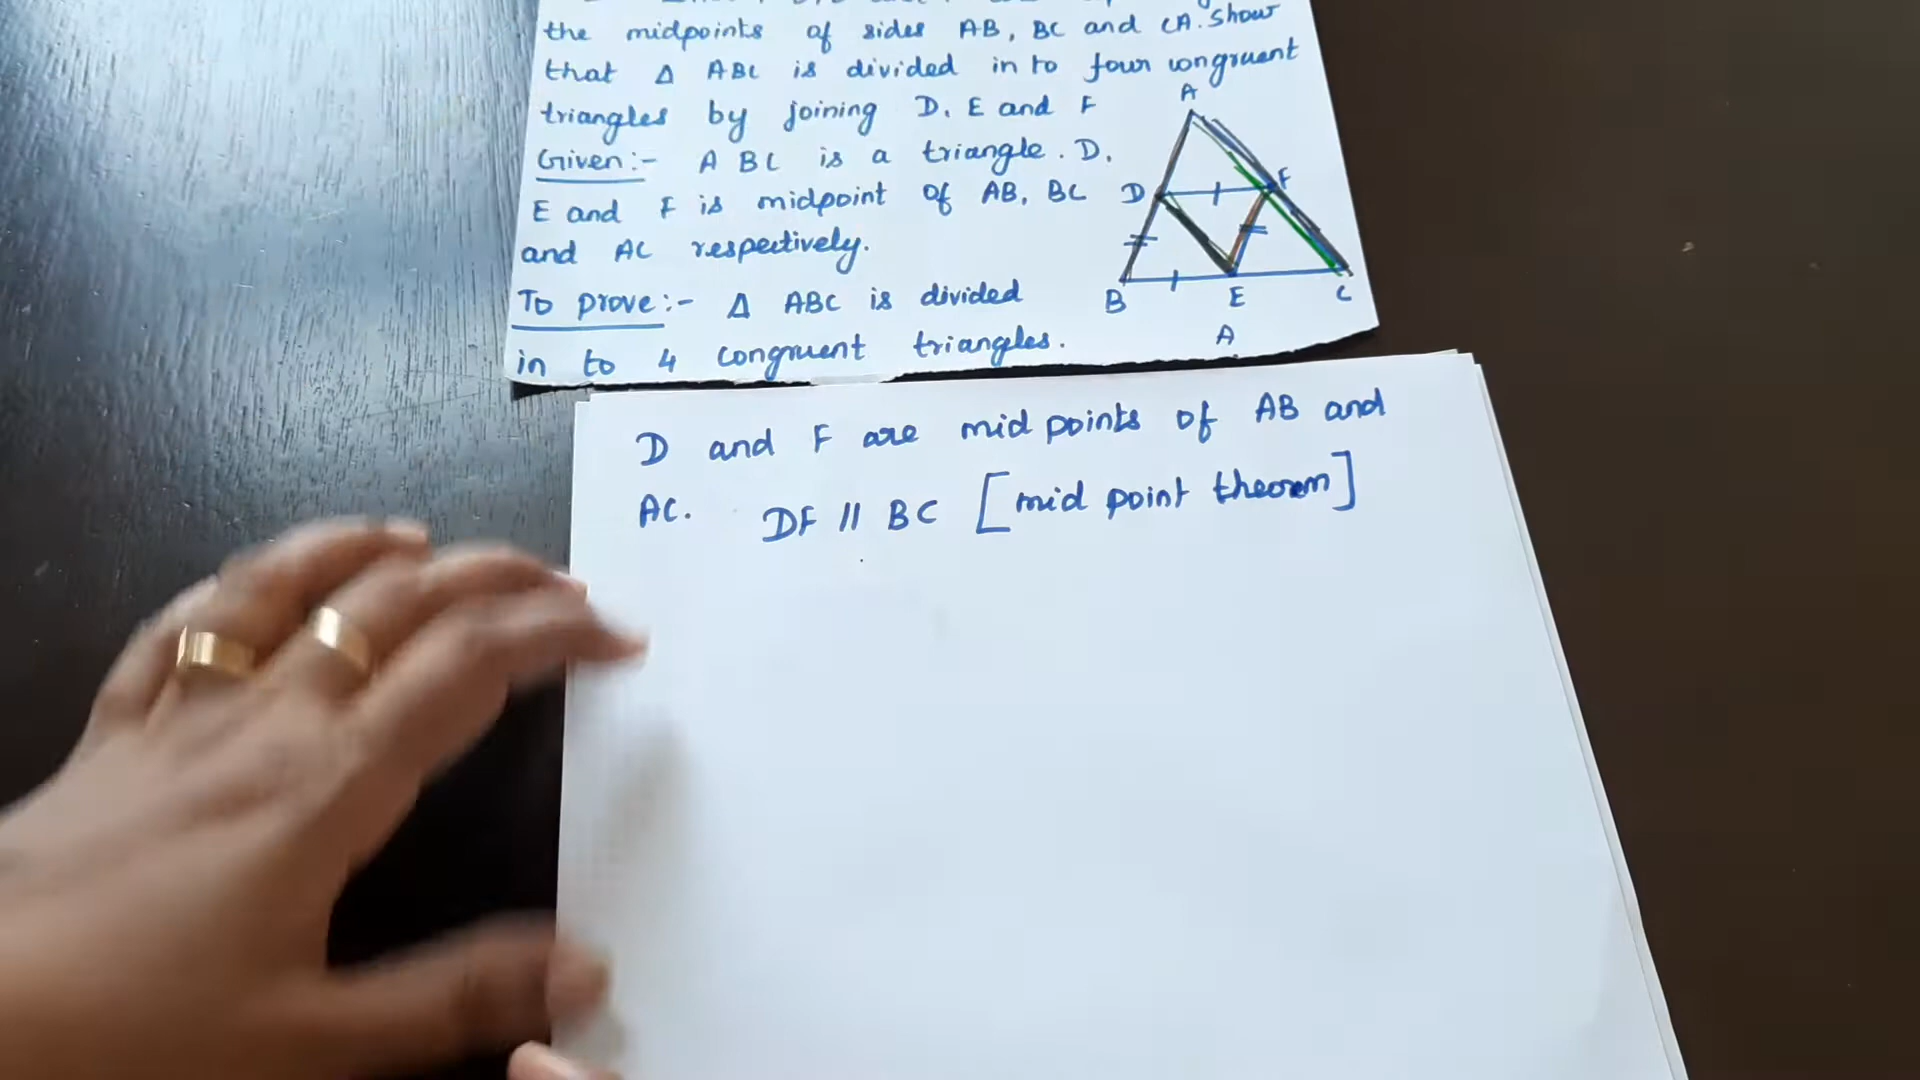 the midpoints of sides AB, BC and CA. Show
that Δ ABC is divided in to four congruent
triangles by joining D, E and F
Given:- A BC is a triangle. D,
E and F is midpoint of AB, BC
and AC respectively.
To prove:- Δ ABC is divided
in to 4 congruent triangles.
A
D
F
B
E
C
A
D and F are mid points of AB and
AC. DF || BC [mid point theorem]